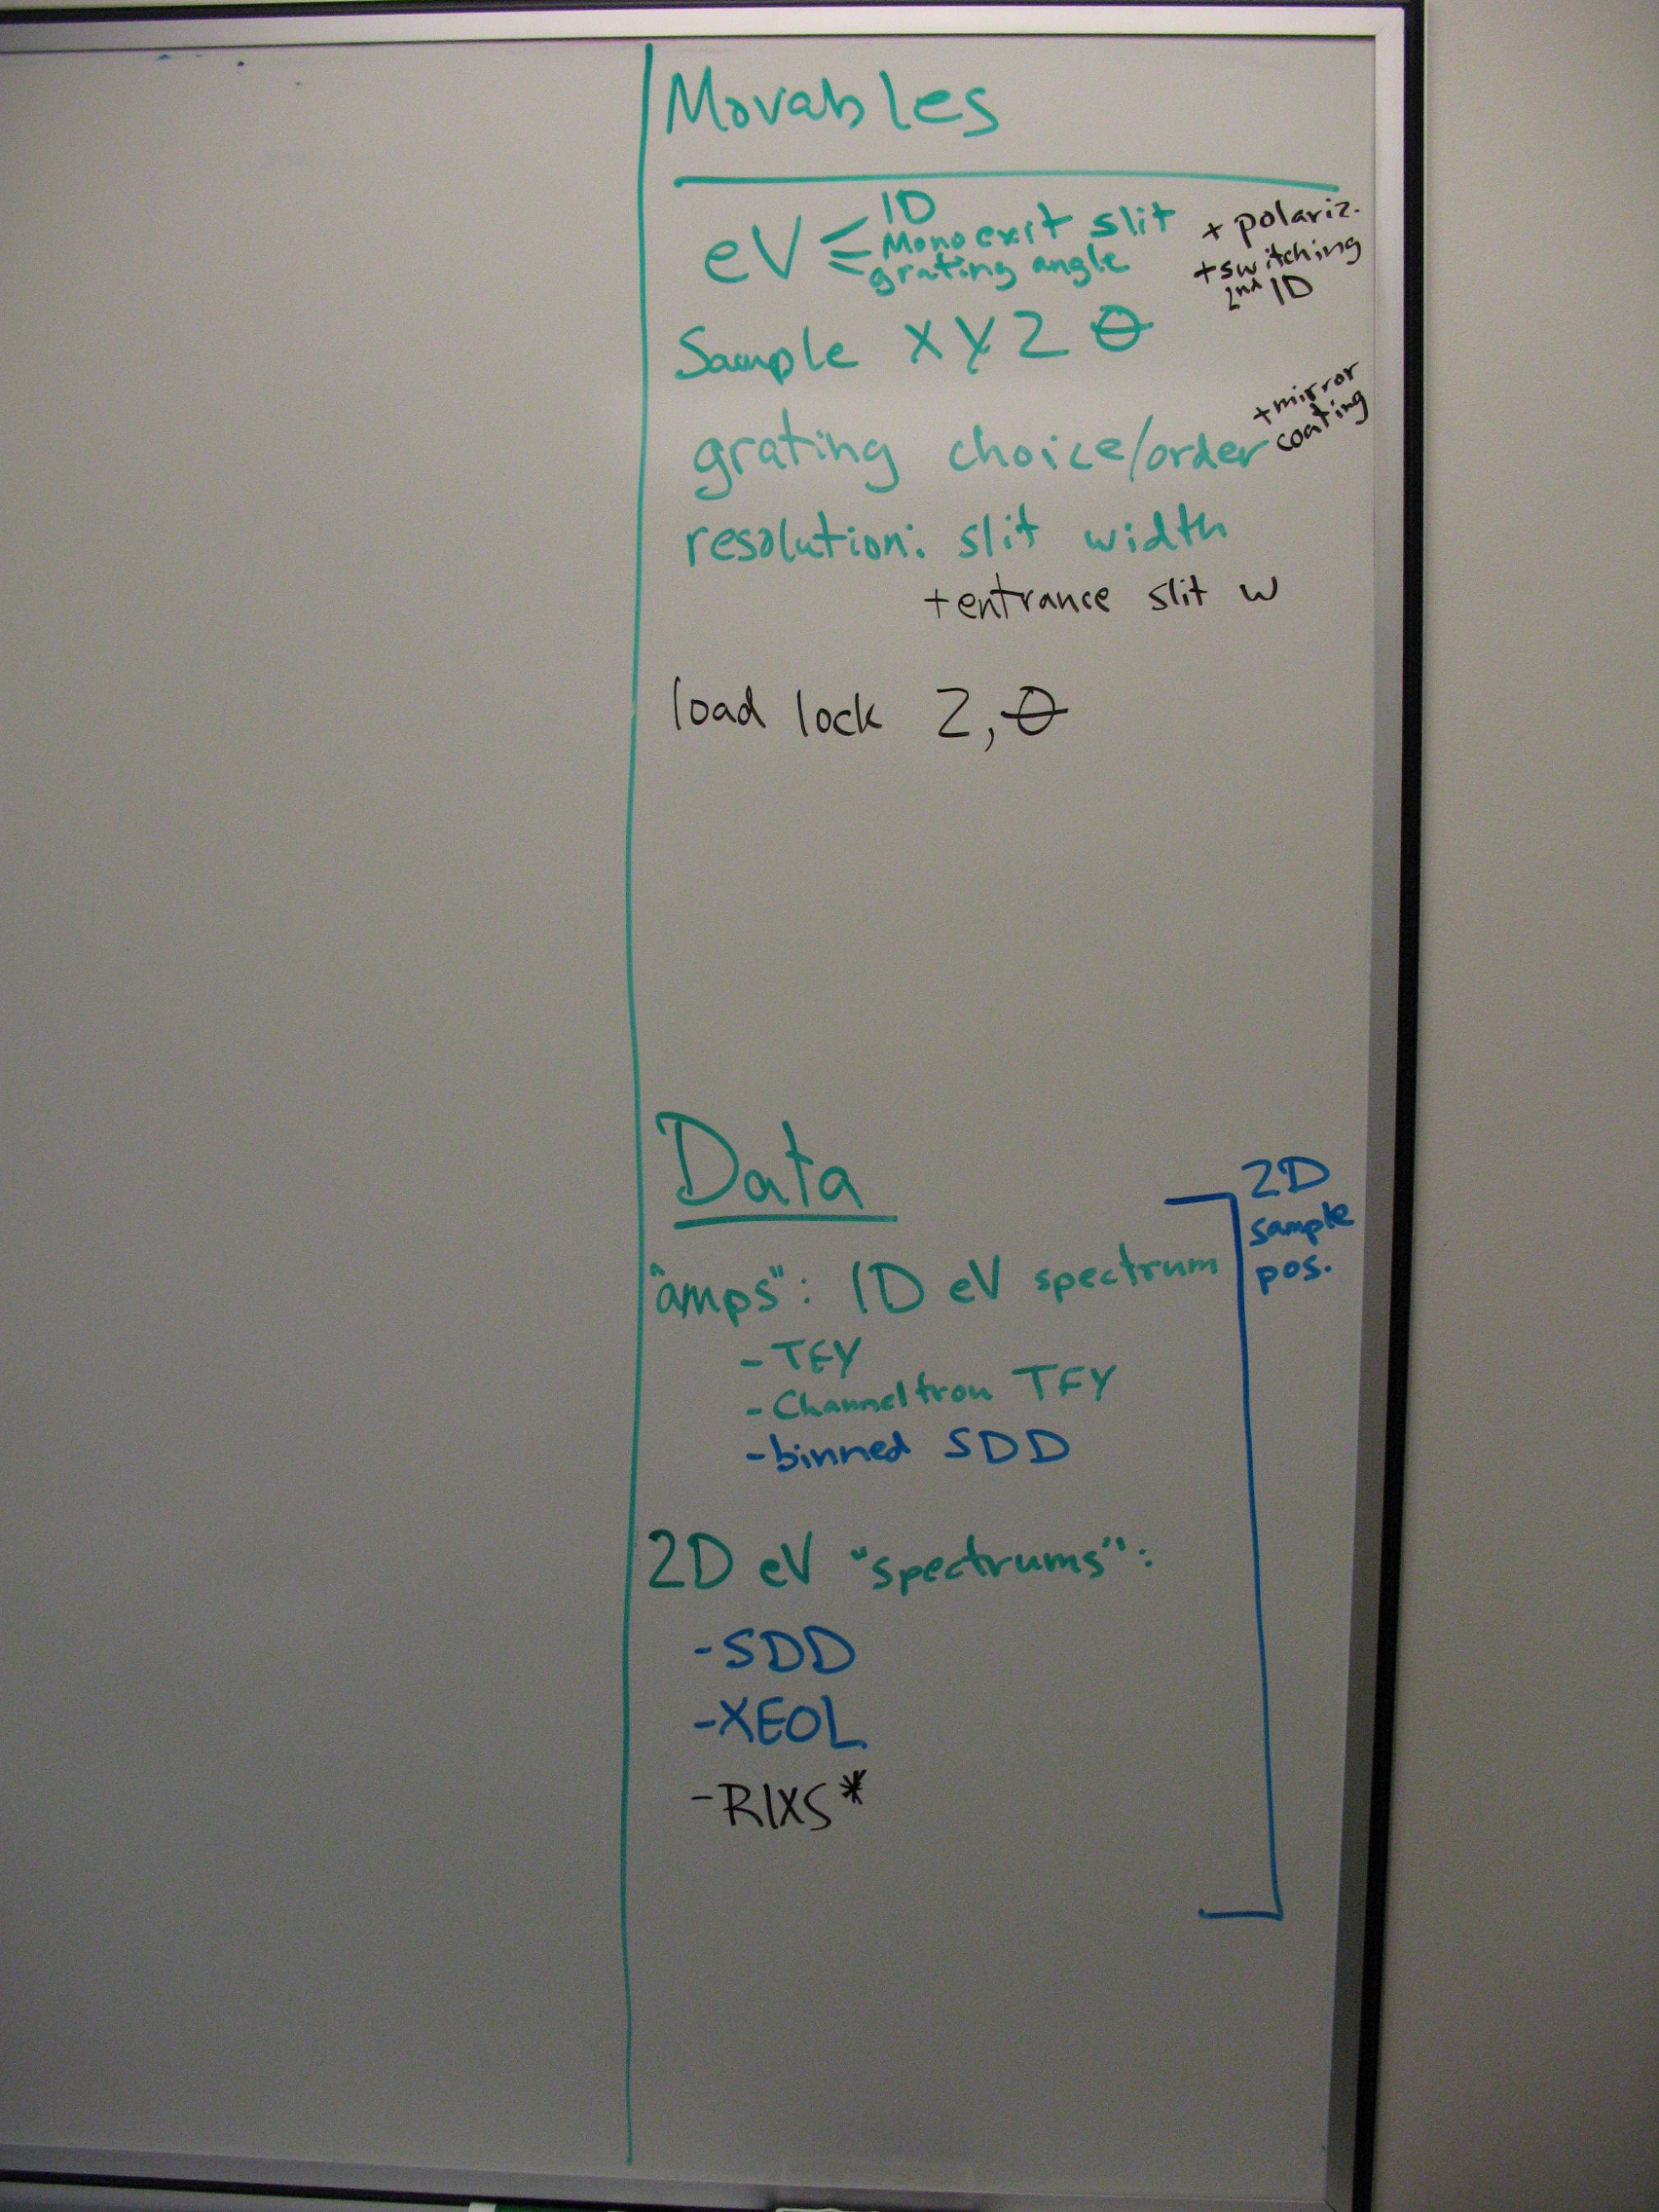 Movables
ID
eV Mono exit slit
grating angle
+ polariz.
+ switching
2nd ID
Sample X Y Z θ
grating choice/order
+mirror
coating
resolution: slit width
+entrance slit w
load lock Z, θ
Data
2D
sample
pos.
"amps": 1D eV spectrum
- TEY
- Channeltron TFY
- binned SDD
2D eV "spectrums":
- SDD
- XEOL
- RIXS*